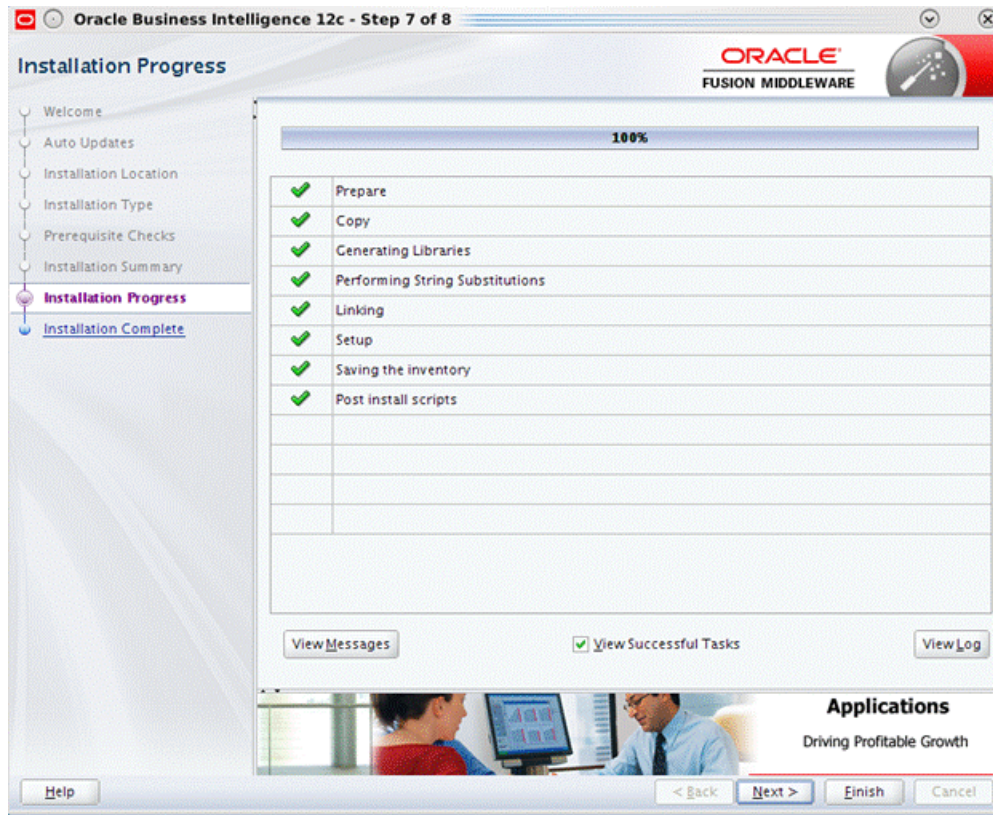 Oracle Business Intelligence 12c - Step 7 of 8
Installation Progress
ORACLE
FUSION MIDDLEWARE
Welcome
Auto Updates
Installation Location
Installation Type
Prerequisite Checks
Installation Summary
Installation Progress
Installation Complete
100%
Prepare
Copy
Generating Libraries
Performing String Substitutions
Linking
Setup
Saving the inventory
Post install scripts
View Messages
View Successful Tasks
View Log
Applications
Driving Profitable Growth
Help
< Back
Next >
Finish
Cancel